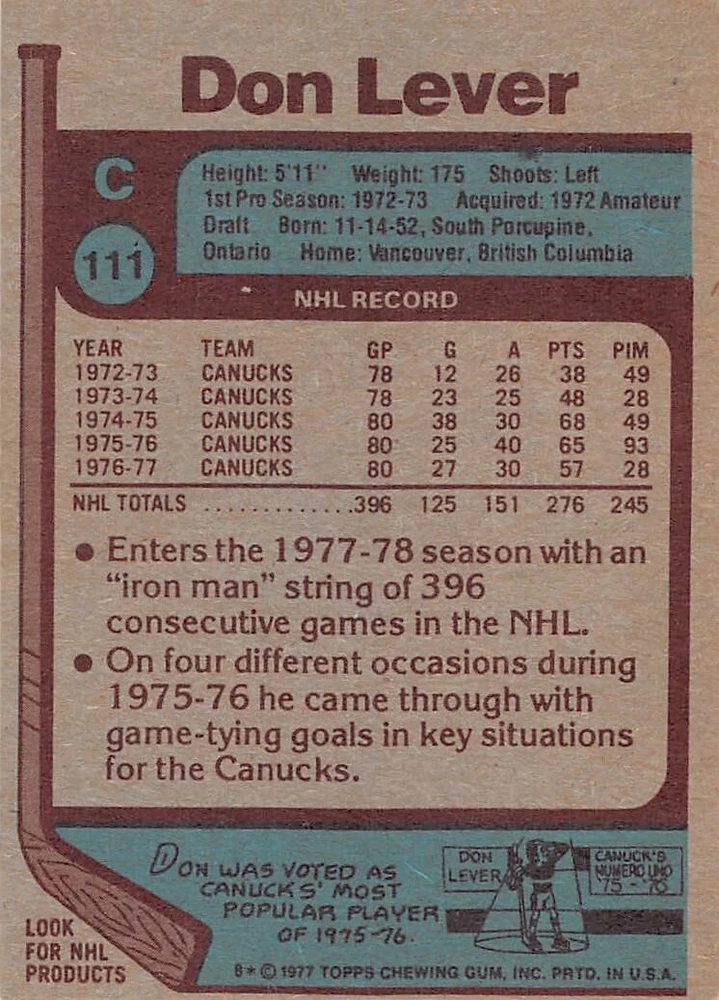 Don Lever
C
111
Height: 5'11" Weight: 175 Shoots: Left
1st Pro Season: 1972-73 Acquired: 1972 Amateur
Draft Born: 11-14-52, South Porcupine,
Ontario Home: Vancouver, British Columbia
NHL RECORD
YEAR TEAM GP G A PTS PIM
1972-73 CANUCKS 78 12 26 38 49
1973-74 CANUCKS 78 23 25 48 28
1974-75 CANUCKS 80 38 30 68 49
1975-76 CANUCKS 80 25 40 65 93
1976-77 CANUCKS 80 27 30 57 28
NHL TOTALS .............396 125 151 276 245
● Enters the 1977-78 season with an
“iron man” string of 396
consecutive games in the NHL.
● On four different occasions during
1975-76 he came through with
game-tying goals in key situations
for the Canucks.
DON WAS VOTED AS
CANUCKS' MOST
POPULAR PLAYER
OF 1975-76.
DON
LEVER
CANUCK'S
NUMERO UNO
'75-'76
LOOK
FOR NHL
PRODUCTS
8* © 1977 TOPPS CHEWING GUM, INC. PRTD. IN U.S.A.